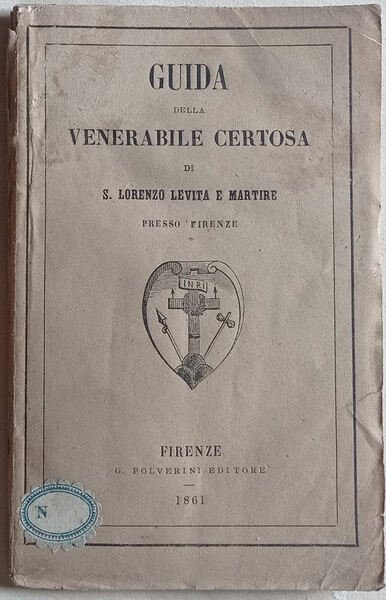 GUIDA
DELLA
VENERABILE CERTOSA
DI
S. LORENZO LEVITA E MARTIRE
PRESSO FIRENZE
INRI
FIRENZE
G. POLVERINI EDITORE
1861
N